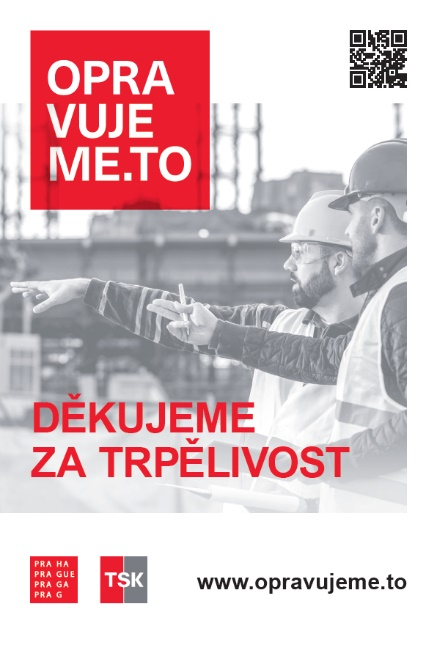 OPRA
VUJE
ME.TO
DĚKUJEME
ZA TRPĚLIVOST
PRA HA
PRA GUE
PRA GA
PRA G
TSK
www.opravujeme.to